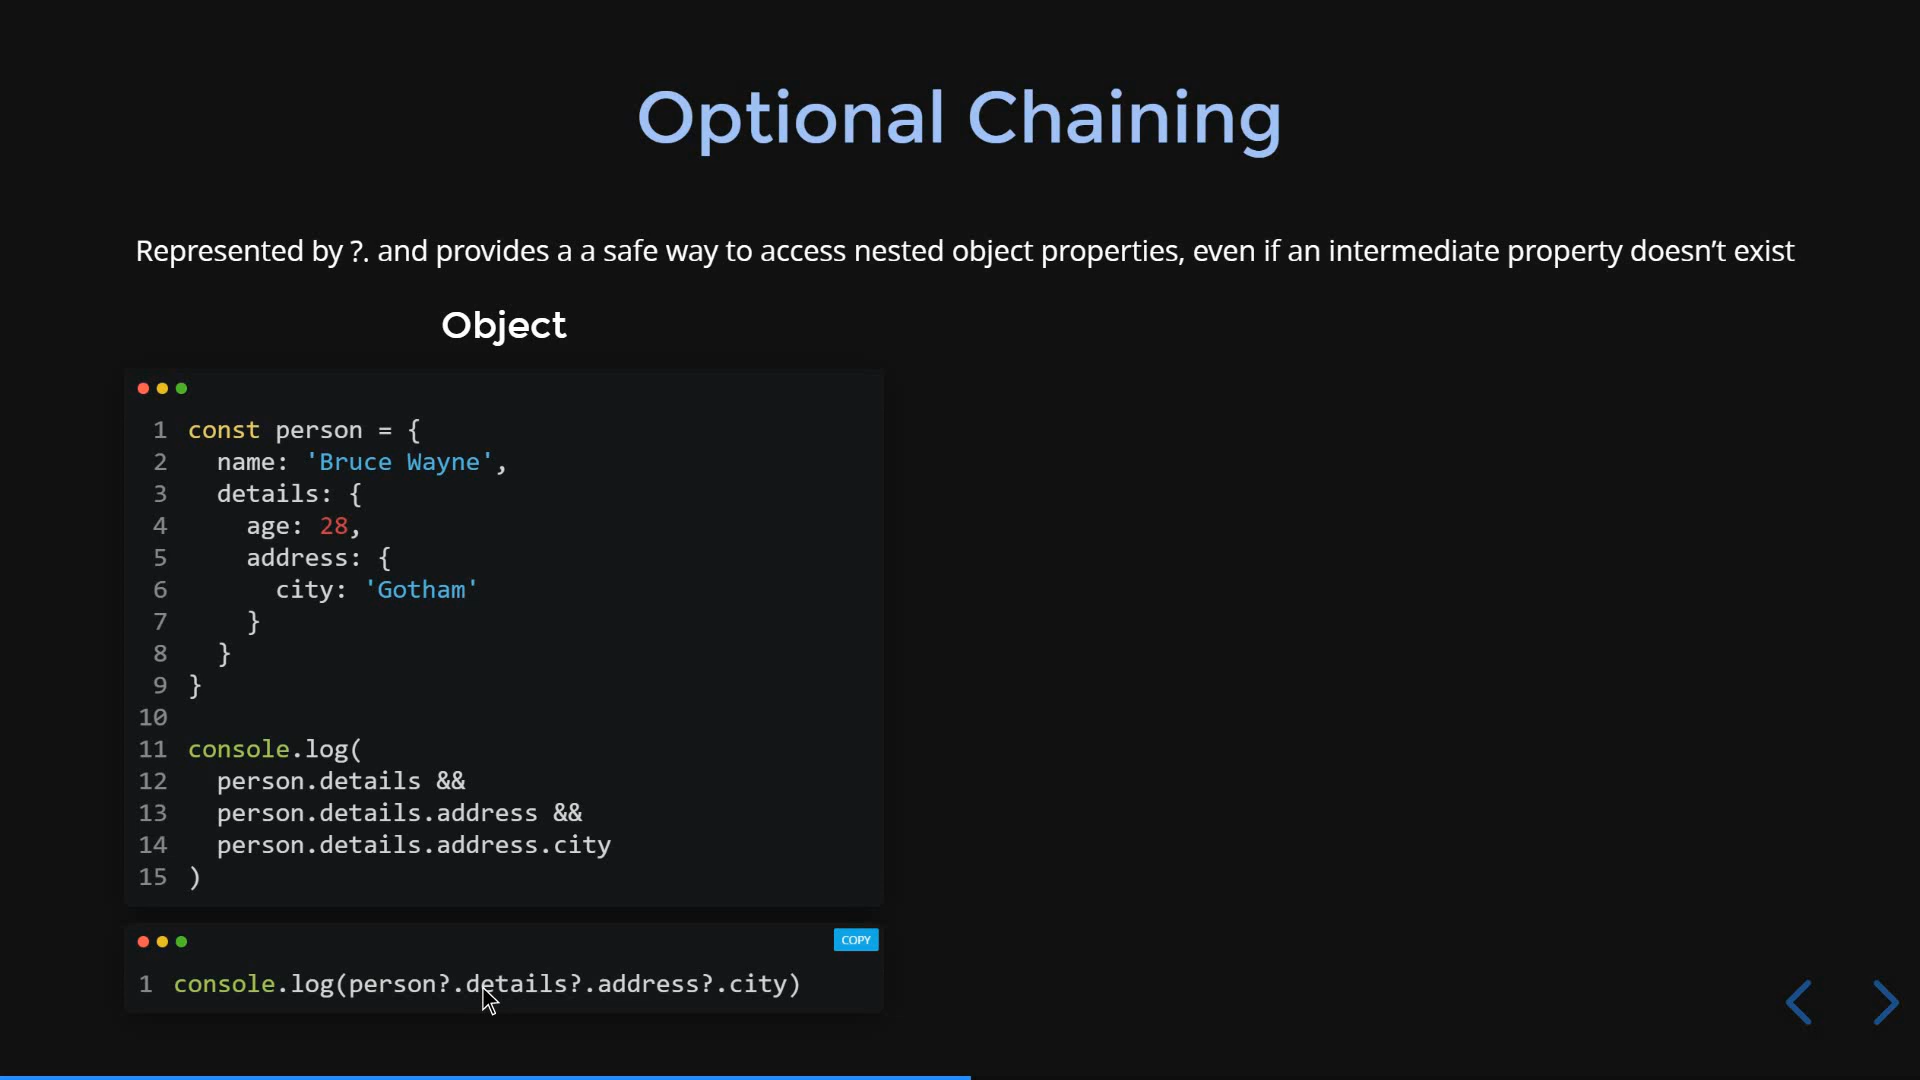 Optional Chaining
Represented by ?. and provides a a safe way to access nested object properties, even if an intermediate property doesn’t exist
Object
1 const person = {
2   name: 'Bruce Wayne',
3   details: {
4     age: 28,
5     address: {
6       city: 'Gotham'
7     }
8   }
9 }
10
11 console.log(
12   person.details &&
13   person.details.address &&
14   person.details.address.city
15 )
COPY
1 console.log(person?.details?.address?.city)